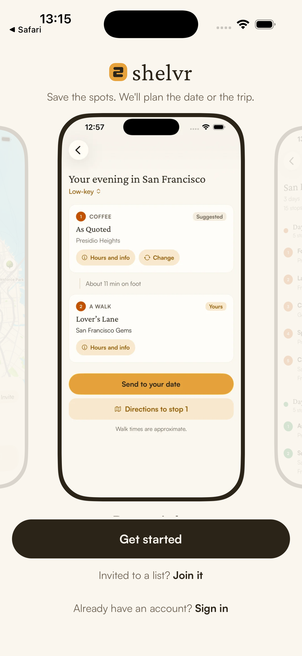 13:15
◀ Safari
shelvr
Save the spots. We'll plan the date or the trip.
12:57
Your evening in San Francisco
Low-key
1 COFFEE
Suggested
As Quoted
Presidio Heights
Hours and info
Change
About 11 min on foot
2 A WALK
Yours
Lover's Lane
San Francisco Gems
Hours and info
Send to your date
Directions to stop 1
Walk times are approximate.
Get started
Invited to a list? Join it
Already have an account? Sign in